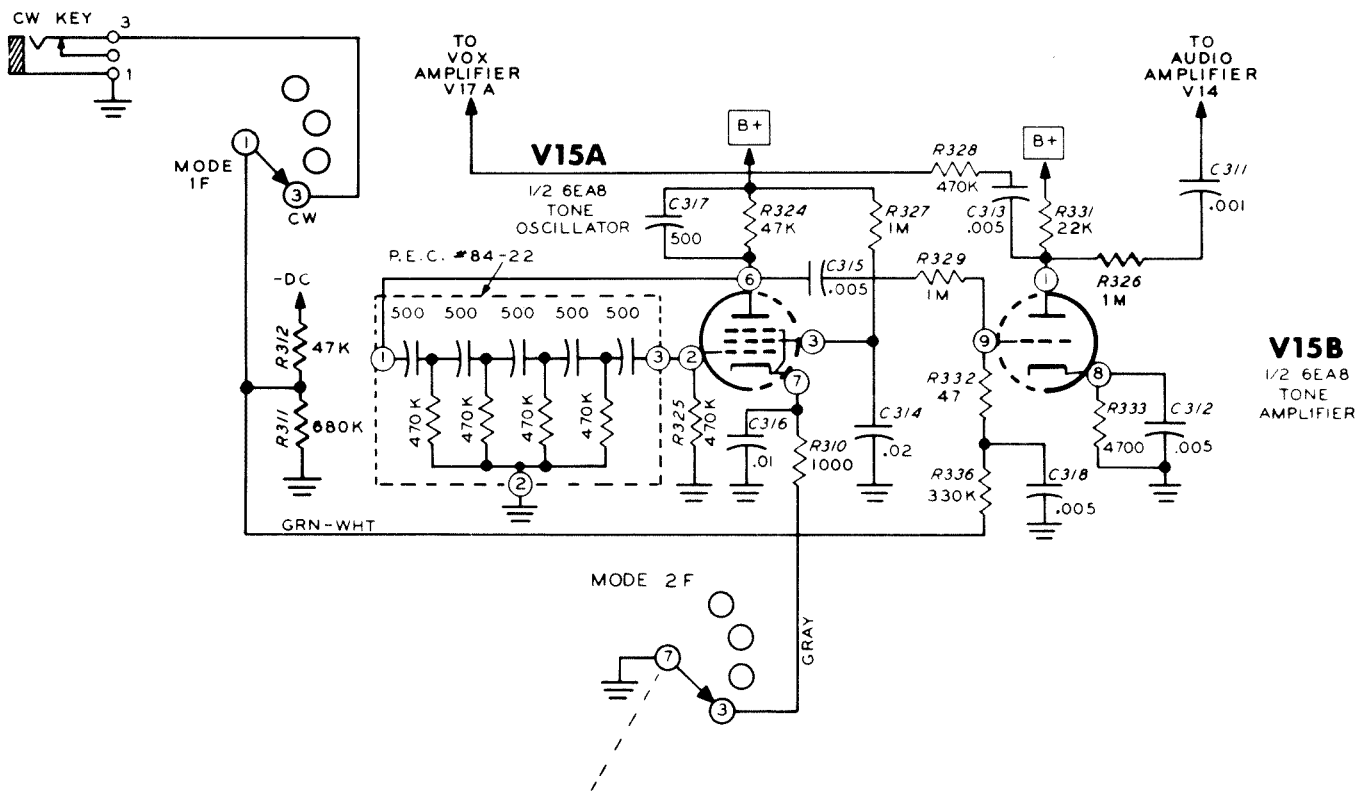 CW KEY
3
1
1
MODE
1F
3
CW
TO
VOX
AMPLIFIER
V17A
TO
AUDIO
AMPLIFIER
V14
B+
B+
V15A
1/2 6EA8
TONE
OSCILLATOR
C317
500
R324
47K
R327
1M
R328
470K
C313
.005
R331
22K
C311
.001
R326
1M
P.E.C. #84-22
C315
.005
R329
1M
-DC
R312
47K
R311
680K
500 500 500 500 500
1
3
2
6
3
7
9
1
8
470K
470K
470K
470K
2
R325
470K
C316
.01
R310
1000
C314
.02
R332
47
R336
330K
C318
.005
R333
4700
C312
.005
V15B
1/2 6EA8
TONE
AMPLIFIER
GRN-WHT
MODE 2F
GRAY
7
3